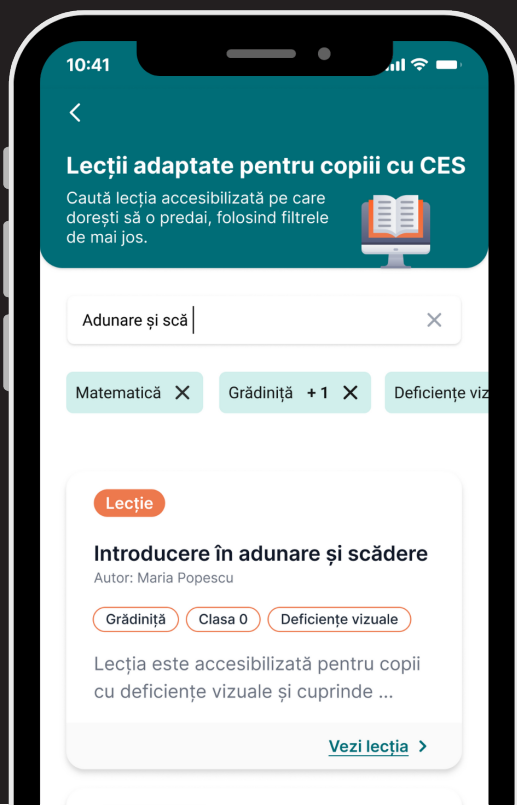 10:41
Lecții adaptate pentru copiii cu CES
Caută lecția accesibilizată pe care
dorești să o predai, folosind filtrele
de mai jos.
Adunare și scă
Matematică
Grădiniță + 1
Deficiențe viz
Lecție
Introducere în adunare și scădere
Autor: Maria Popescu
Grădiniță
Clasa 0
Deficiențe vizuale
Lecția este accesibilizată pentru copii
cu deficiențe vizuale și cuprinde ...
Vezi lecția